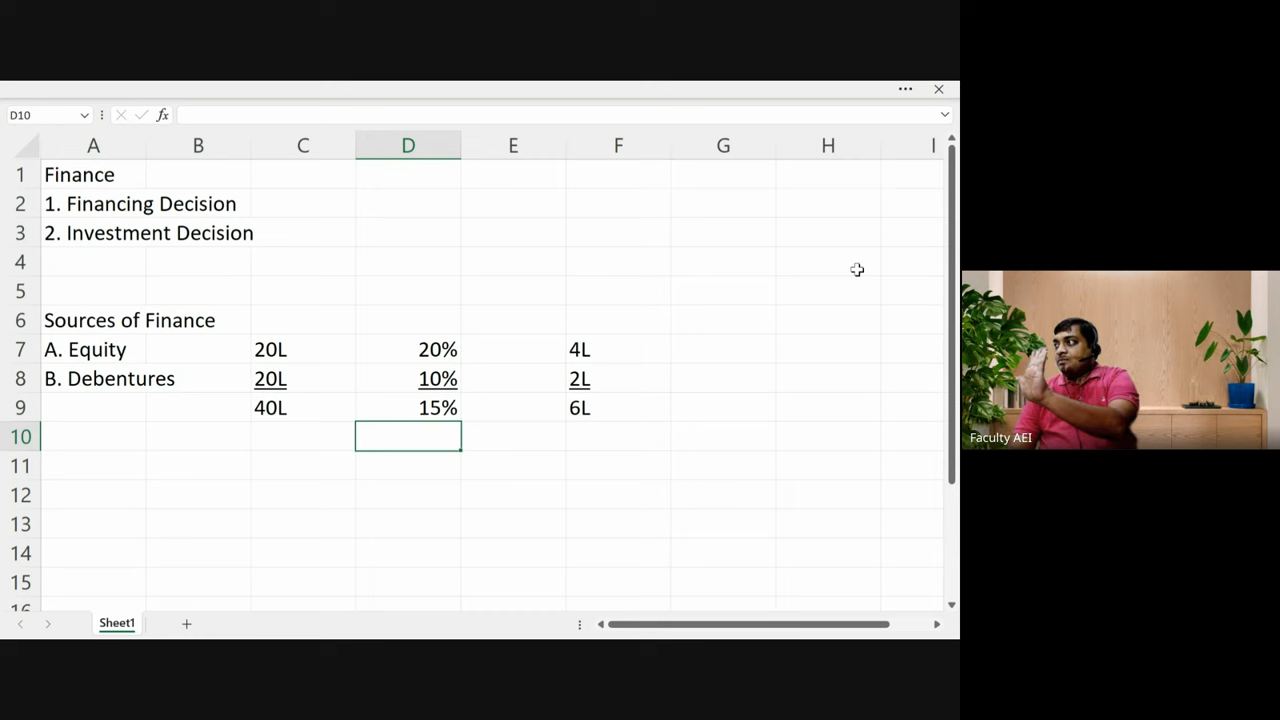 D10
fx
A B C D E F G H I
1 Finance
2 1. Financing Decision
3 2. Investment Decision
4
5
6 Sources of Finance
7 A. Equity 20L 20% 4L
8 B. Debentures 20L 10% 2L
9 40L 15% 6L
10
11
12
13
14
15
16
Sheet1
Faculty AEI